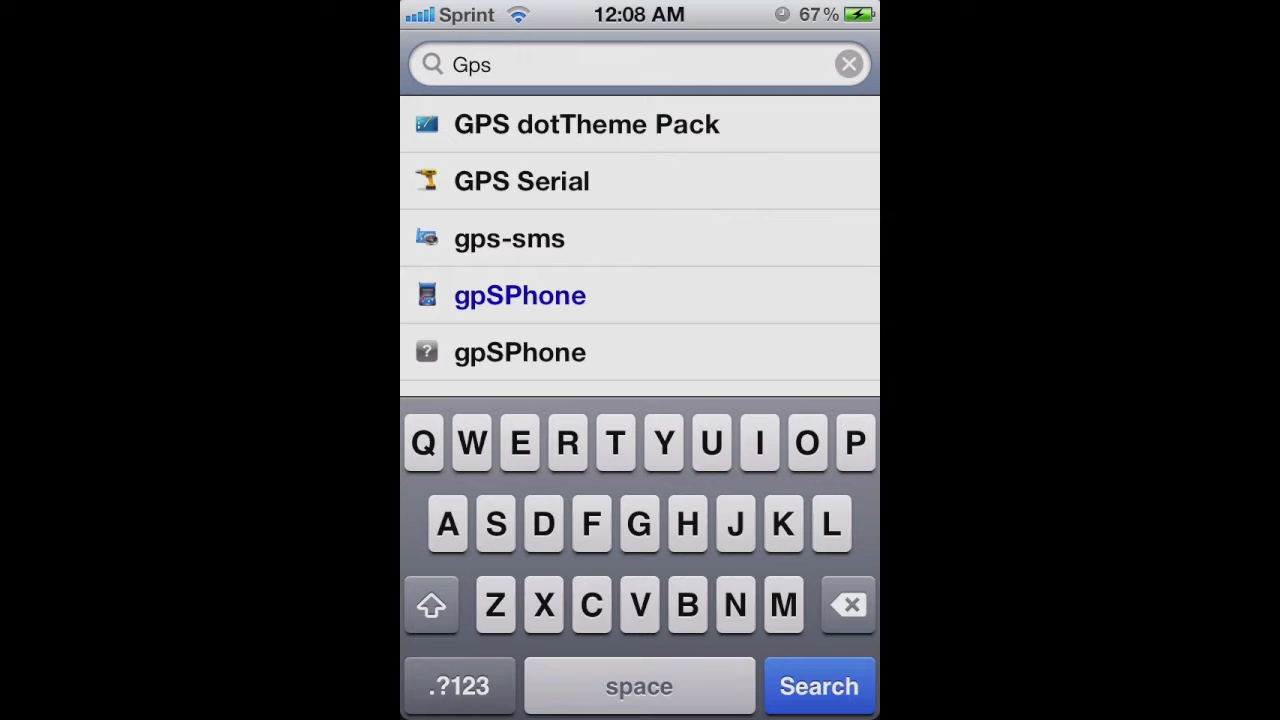 Sprint 12:08 AM 67%
Gps
GPS dotTheme Pack
GPS Serial
gps-sms
gpSPhone
? gpSPhone
Q W E R T Y U I O P
A S D F G H J K L
Z X C V B N M
.?123 space Search